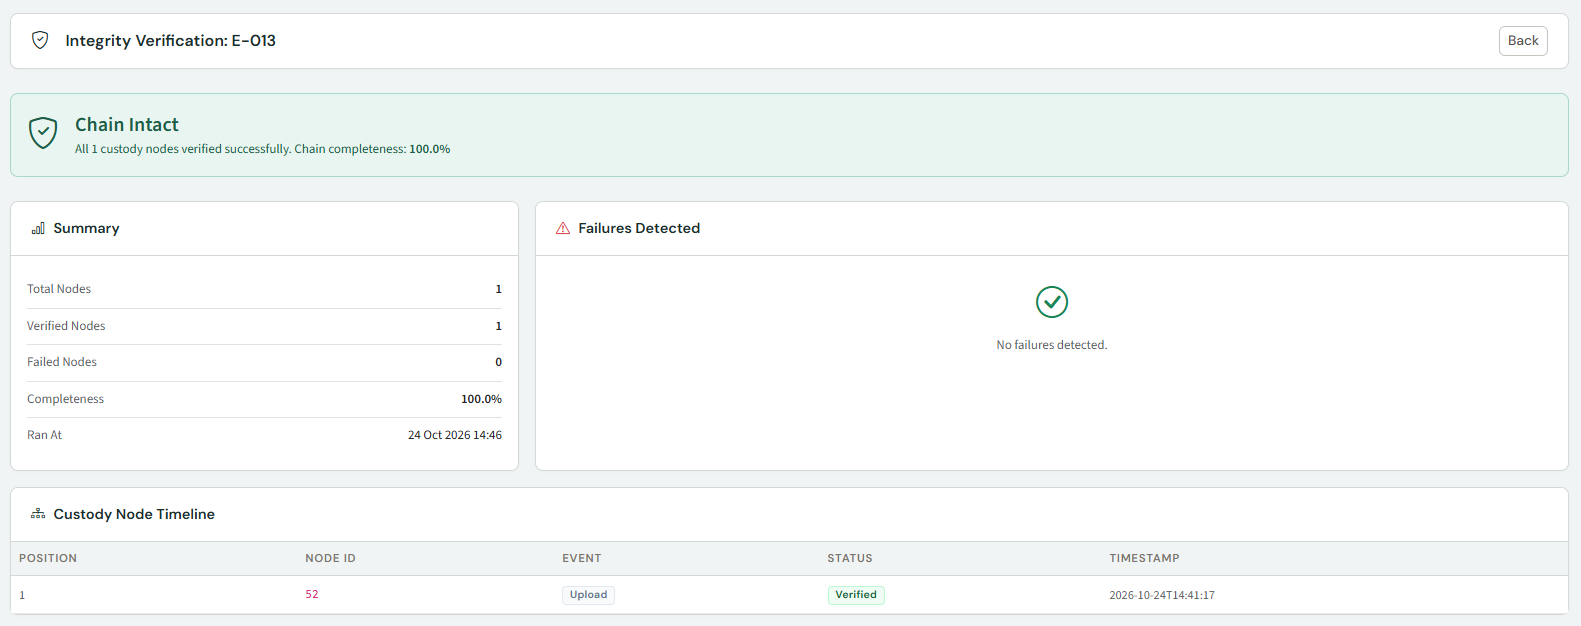 Integrity Verification: E-013
Back
Chain Intact
All 1 custody nodes verified successfully. Chain completeness: 100.0%
Summary
Total Nodes 1
Verified Nodes 1
Failed Nodes 0
Completeness 100.0%
Ran At 24 Oct 2026 14:46
Failures Detected
No failures detected.
Custody Node Timeline
POSITION NODE ID EVENT STATUS TIMESTAMP
1 52 Upload Verified 2026-10-24T14:41:17